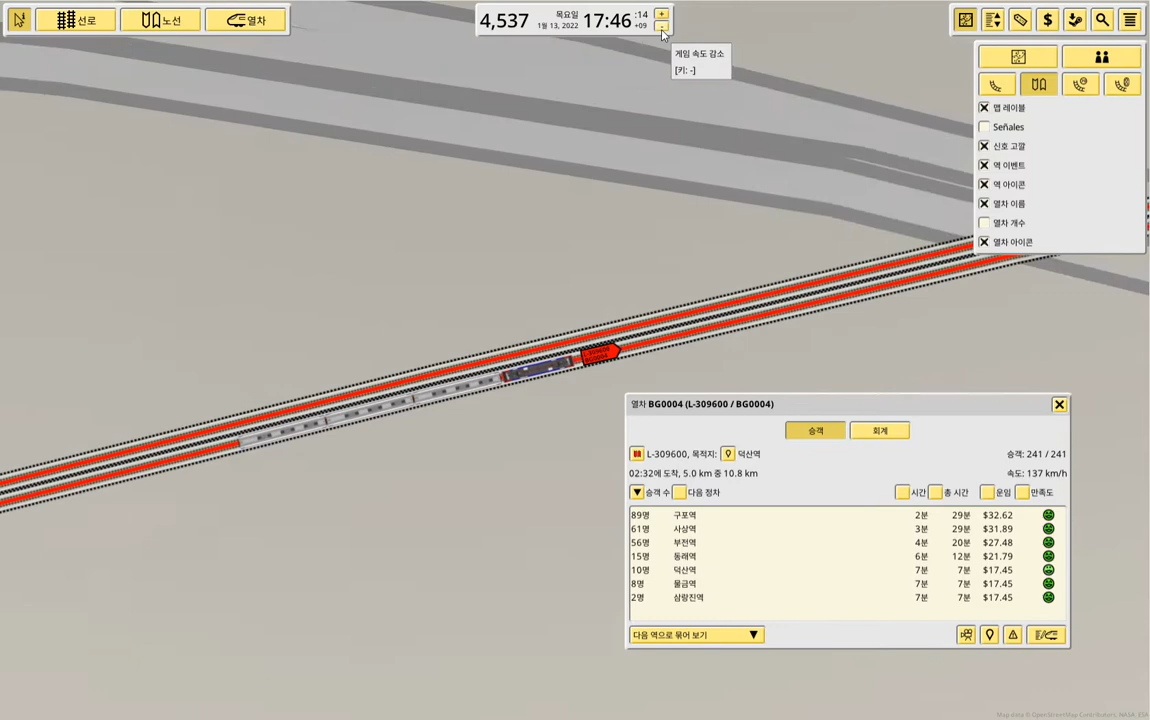 선로
노선
열차
4,537
목요일
1월 13, 2022
17:46
:14
+09
+
-
게임 속도 감소
[키: -]
$
맵 레이블
Señales
신호 고깔
역 이벤트
역 아이콘
열차 이름
열차 개수
열차 아이콘
L-309600
BG0004
열차 BG0004 (L-309600 / BG0004)
승객
회계
L-309600, 목적지: 덕산역
승객: 241 / 241
02:32에 도착, 5.0 km 중 10.8 km
속도: 137 km/h
▼ 승객 수 다음 정차 시간 총 시간 운임 만족도
89명 구포역 2분 29분 $32.62
61명 사상역 3분 29분 $31.89
56명 부전역 4분 20분 $27.48
15명 동래역 6분 12분 $21.79
10명 덕산역 7분 7분 $17.45
8명 물금역 7분 7분 $17.45
2명 삼랑진역 7분 7분 $17.45
다음 역으로 묶어 보기 ▼
Map data © OpenStreetMap Contributors, NASA, ESA